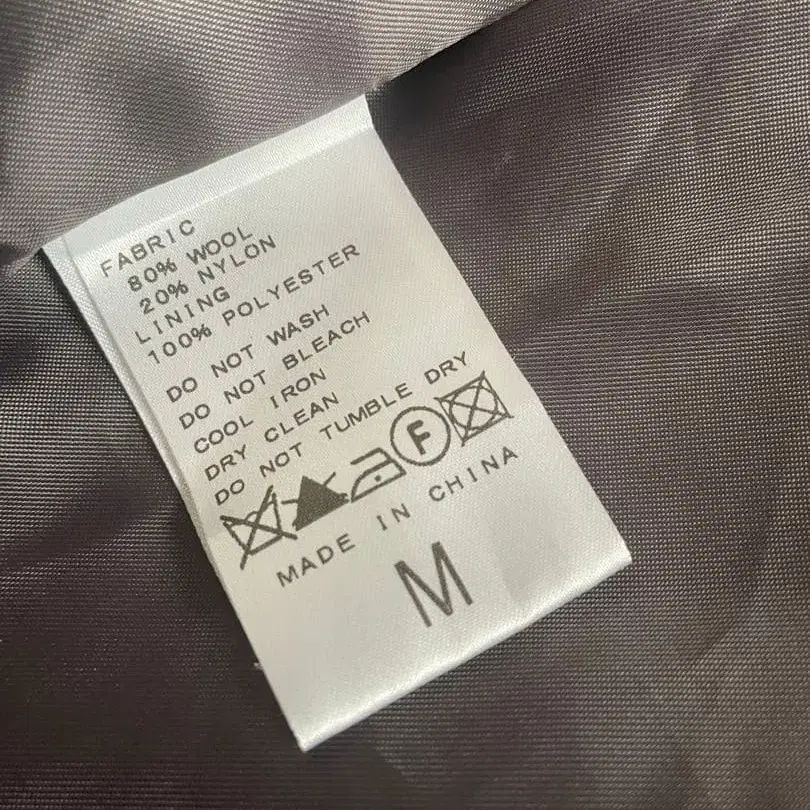 FABRIC
80% WOOL
20% NYLON
LINING
100% POLYESTER
DO NOT WASH
DO NOT BLEACH
COOL IRON
DRY CLEAN
DO NOT TUMBLE DRY
F
MADE IN CHINA
M